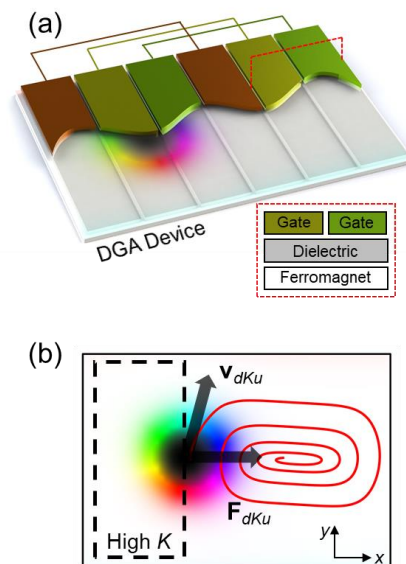 (a)
DGA Device
Gate Gate
Dielectric
Ferromagnet
(b)
v_dKu
F_dKu
High K
y
x